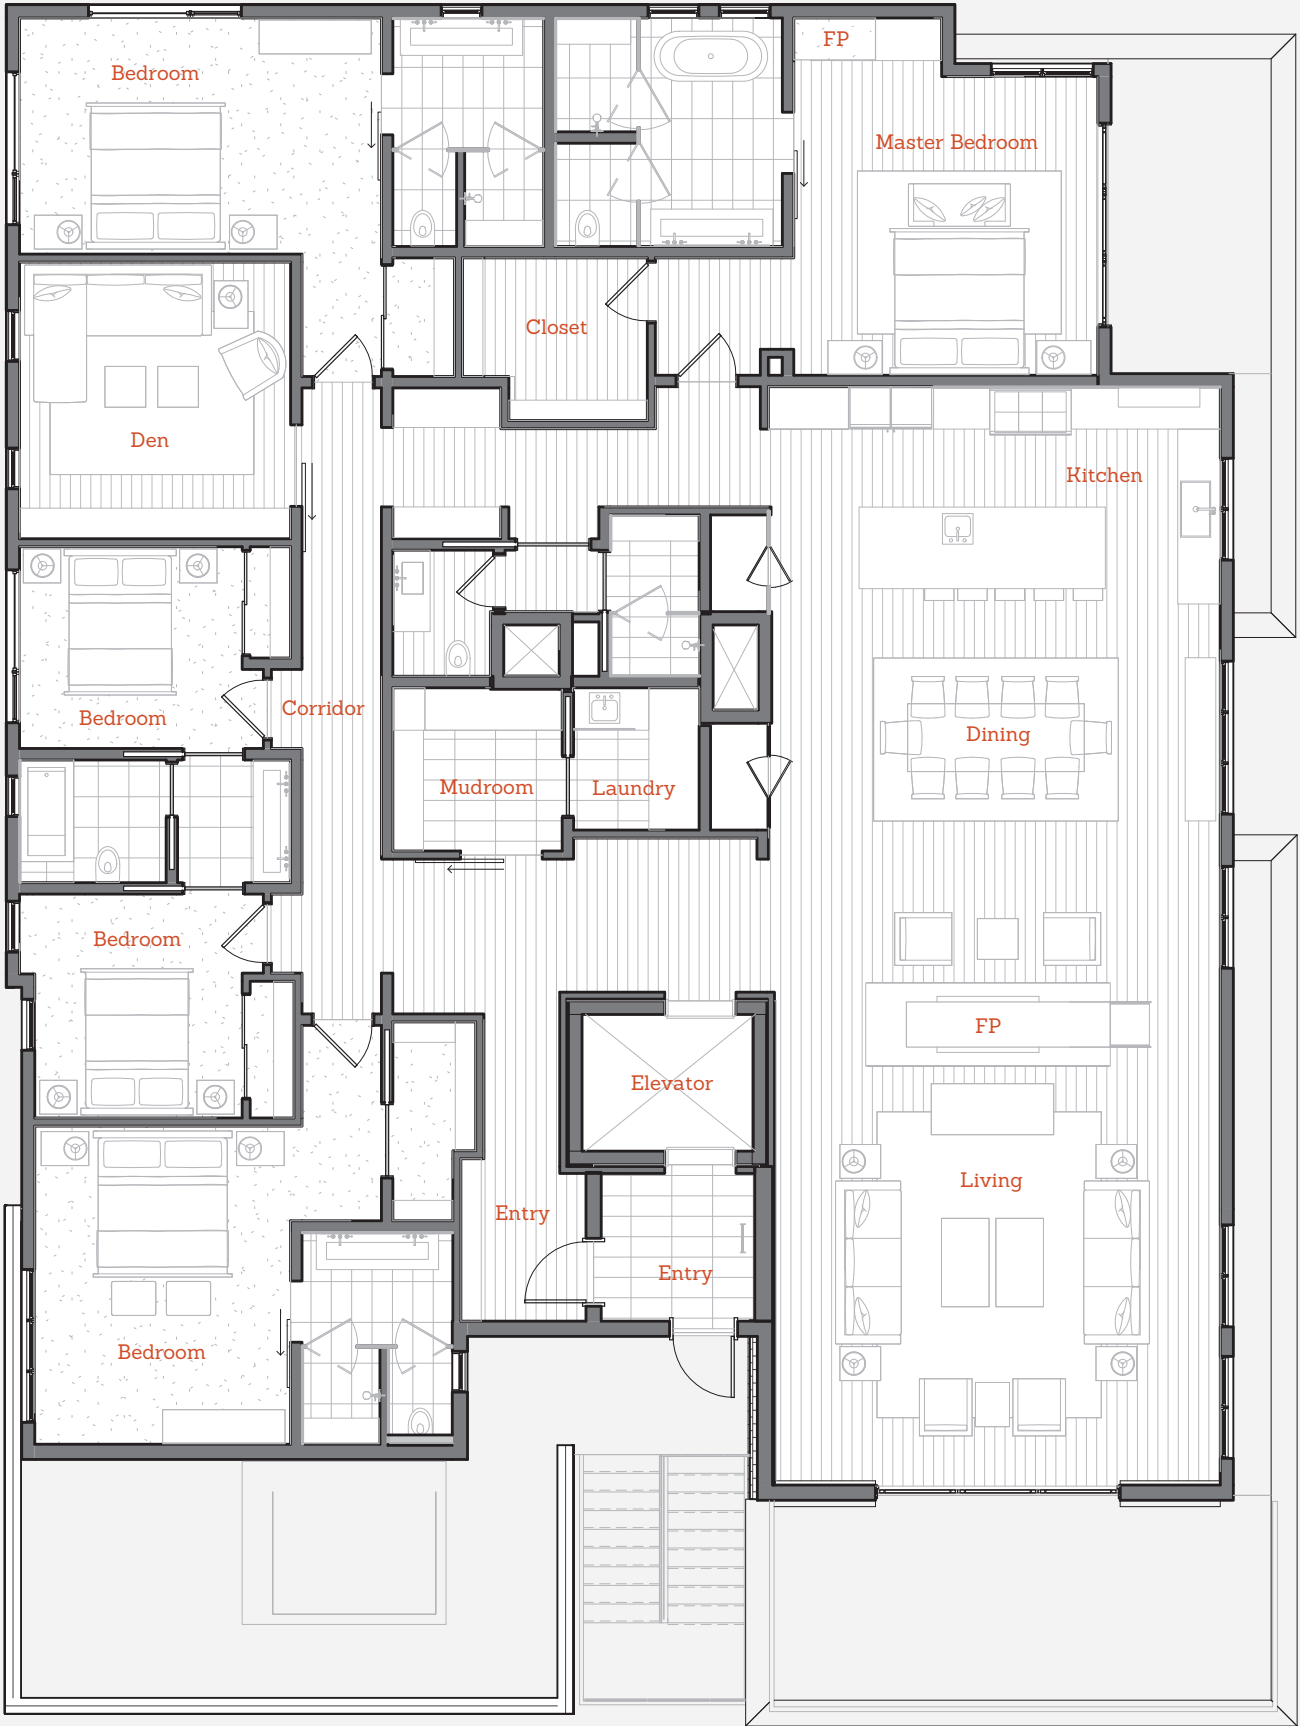 FP
Bedroom
Master Bedroom
Closet
Den
Kitchen
Corridor
Bedroom
Dining
Mudroom
Laundry
Bedroom
FP
Elevator
Living
Entry
Entry
Bedroom